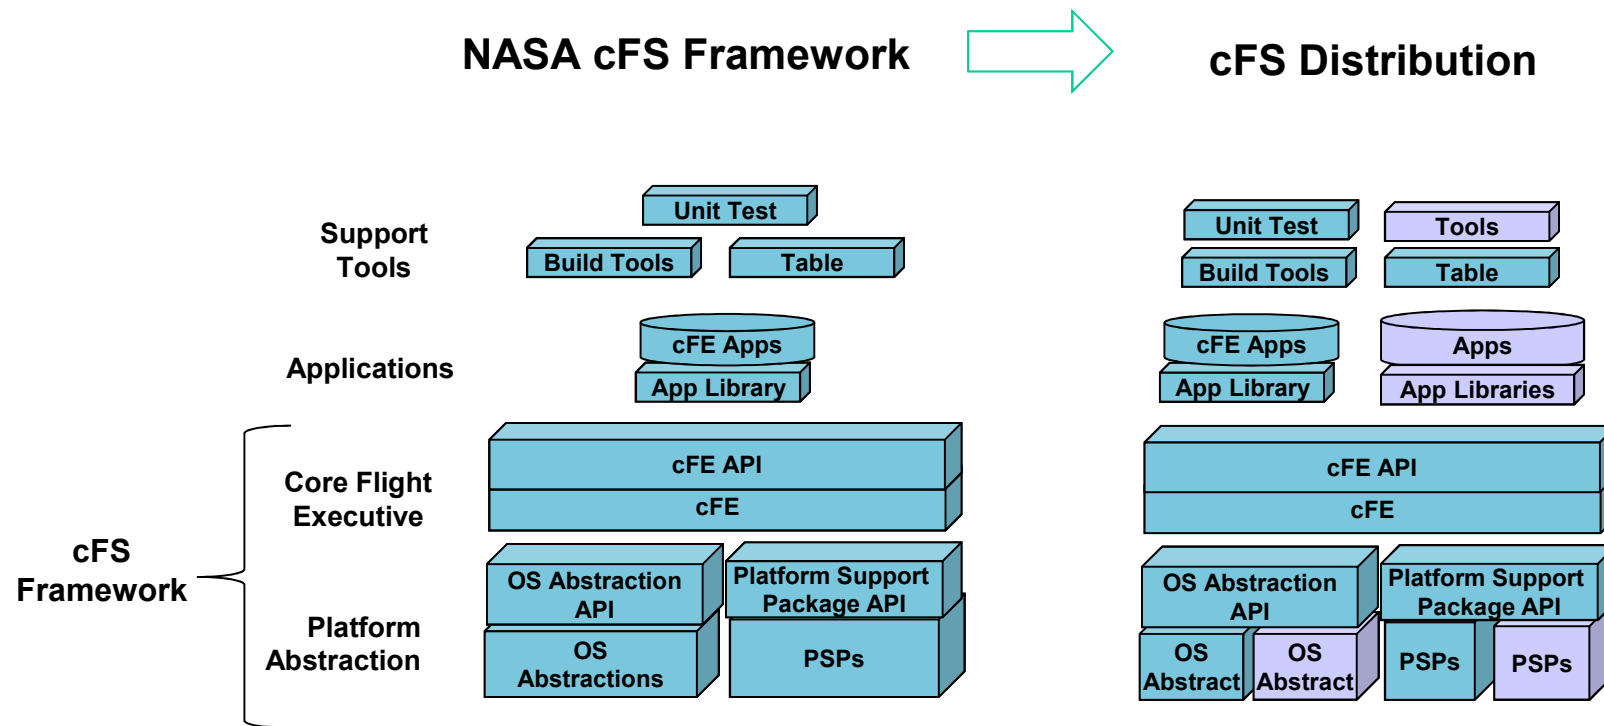 NASA cFS Framework
cFS Distribution
Support
Tools
Unit Test
Build Tools
Table
Unit Test
Tools
Build Tools
Table
Applications
cFE Apps
App Library
cFE Apps
App Library
Apps
App Libraries
cFS
Framework
Core Flight
Executive
cFE API
cFE
cFE API
cFE
Platform
Abstraction
OS Abstraction
API
Platform Support
Package API
OS
Abstractions
PSPs
OS Abstraction
API
Platform Support
Package API
OS
Abstract
OS
Abstract
PSPs
PSPs